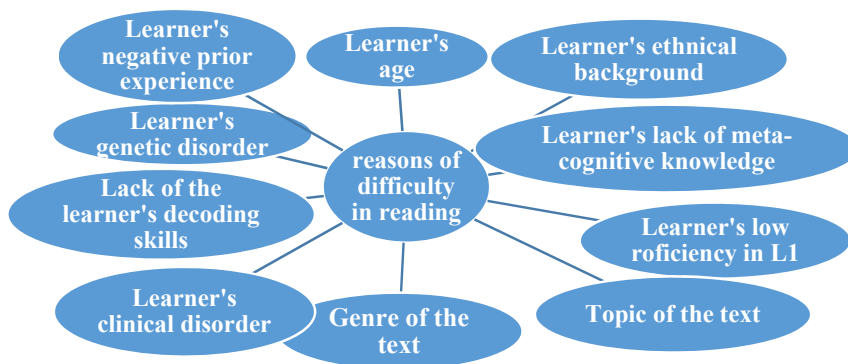 Learner's
negative prior
experience
Learner's
age
Learner's ethnical
background
Learner's
genetic disorder
Learner's lack of meta-
cognitive knowledge
reasons of
difficulty
in reading
Lack of the
learner's decoding
skills
Learner's low
roficiency in L1
Learner's
clinical disorder
Genre of the
text
Topic of the text